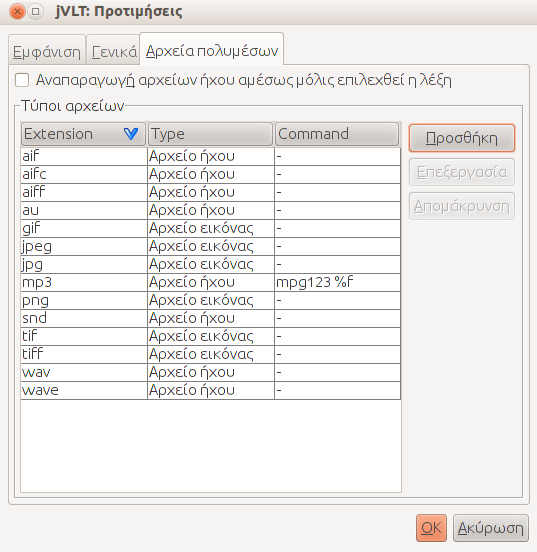 jVLT: Προτιμήσεις
Εμφάνιση Γενικά Αρχεία πολυμέσων
Αναπαραγωγή αρχείων ήχου αμέσως μόλις επιλεχθεί η λέξη
Τύποι αρχείων
Extension Type Command
aif Αρχείο ήχου -
aifc Αρχείο ήχου -
aiff Αρχείο ήχου -
au Αρχείο ήχου -
gif Αρχείο εικόνας -
jpeg Αρχείο εικόνας -
jpg Αρχείο εικόνας -
mp3 Αρχείο ήχου mpg123 %f
png Αρχείο εικόνας -
snd Αρχείο ήχου -
tif Αρχείο εικόνας -
tiff Αρχείο εικόνας -
wav Αρχείο ήχου -
wave Αρχείο ήχου -
Προσθήκη
Επεξεργασία
Απομάκρυνση
OK Ακύρωση